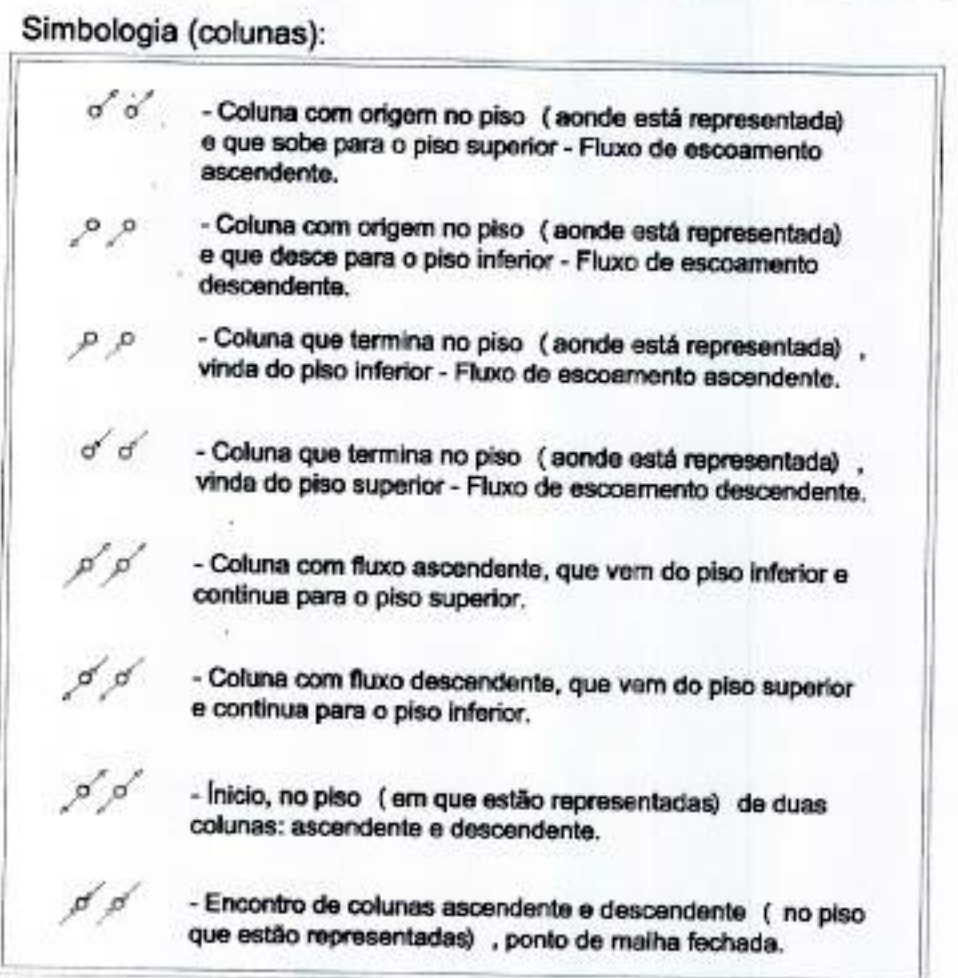 Simbologia (colunas):
- Coluna com origem no piso ( aonde está representada)
e que sobe para o piso superior - Fluxo de escoamento
ascendente.
- Coluna com origem no piso ( aonde está representada)
e que desce para o piso inferior - Fluxo de escoamento
descendente.
- Coluna que termina no piso ( aonde está representada) ,
vinda do piso inferior - Fluxo de escoamento ascendente.
- Coluna que termina no piso ( aonde está representada) ,
vinda do piso superior - Fluxo de escoamento descendente.
- Coluna com fluxo ascendente, que vem do piso inferior e
continua para o piso superior.
- Coluna com fluxo descendente, que vem do piso superior
e continua para o piso inferior.
- Ínicio, no piso ( em que estão representadas) de duas
colunas: ascendente e descendente.
- Encontro de colunas ascendente e descendente ( no piso
que estão representadas) , ponto de malha fechada.